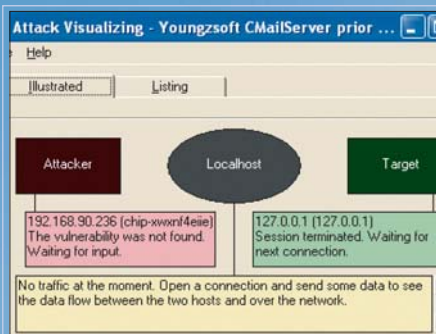 Attack Visualizing - Youngzsoft CMailServer prior ...
Help
Illustrated
Listing
Attacker
Localhost
Target
192.168.90.236 (chip-xwxnf4eiie)
The vulnerability was not found.
Waiting for input.
127.0.0.1 (127.0.0.1)
Session terminated. Waiting for
next connection.
No traffic at the moment. Open a connection and send some data to see
the data flow between the two hosts and over the network.